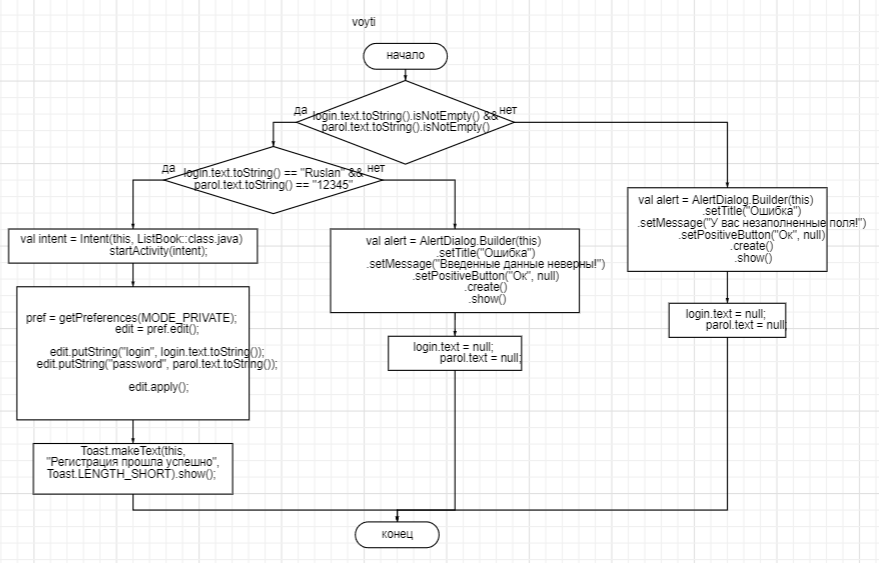 voyti
начало
да
login.text.toString().isNotEmpty() &&
parol.text.toString().isNotEmpty()
нет
да
login.text.toString() == "Ruslan" &&
parol.text.toString() == "12345"
нет
val intent = Intent(this, ListBook::class.java)
startActivity(intent);
pref = getPreferences(MODE_PRIVATE);
edit = pref.edit();
edit.putString("login", login.text.toString());
edit.putString("password", parol.text.toString());
edit.apply();
Toast.makeText(this,
"Регистрация прошла успешно",
Toast.LENGTH_SHORT).show();
val alert = AlertDialog.Builder(this)
.setTitle("Ошибка")
.setMessage("Введенные данные неверны!")
.setPositiveButton("Ок", null)
.create()
.show()
login.text = null;
parol.text = null;
val alert = AlertDialog.Builder(this)
.setTitle("Ошибка")
.setMessage("У вас незаполненные поля!")
.setPositiveButton("Ок", null)
.create()
.show()
login.text = null;
parol.text = null;
конец